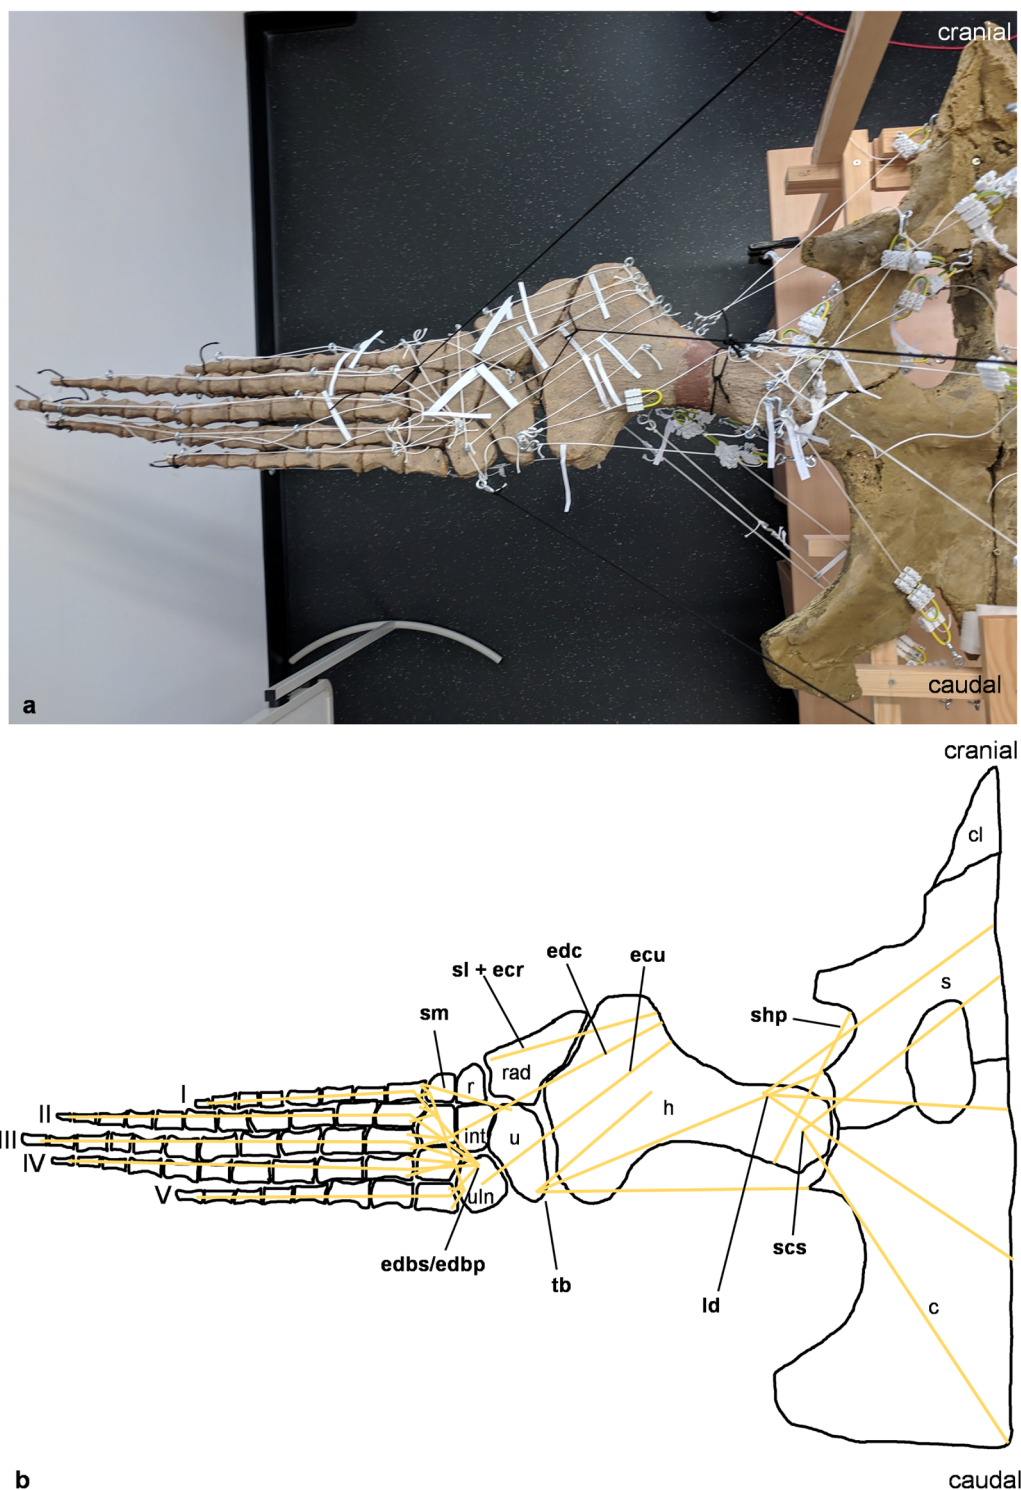 cranial
caudal
a
cranial
cl
edc
ecu
sl + ecr
s
sm
shp
I
r
rad
II
h
III
int
u
IV
V
uln
scs
edbs/edbp
tb
ld
c
b
caudal